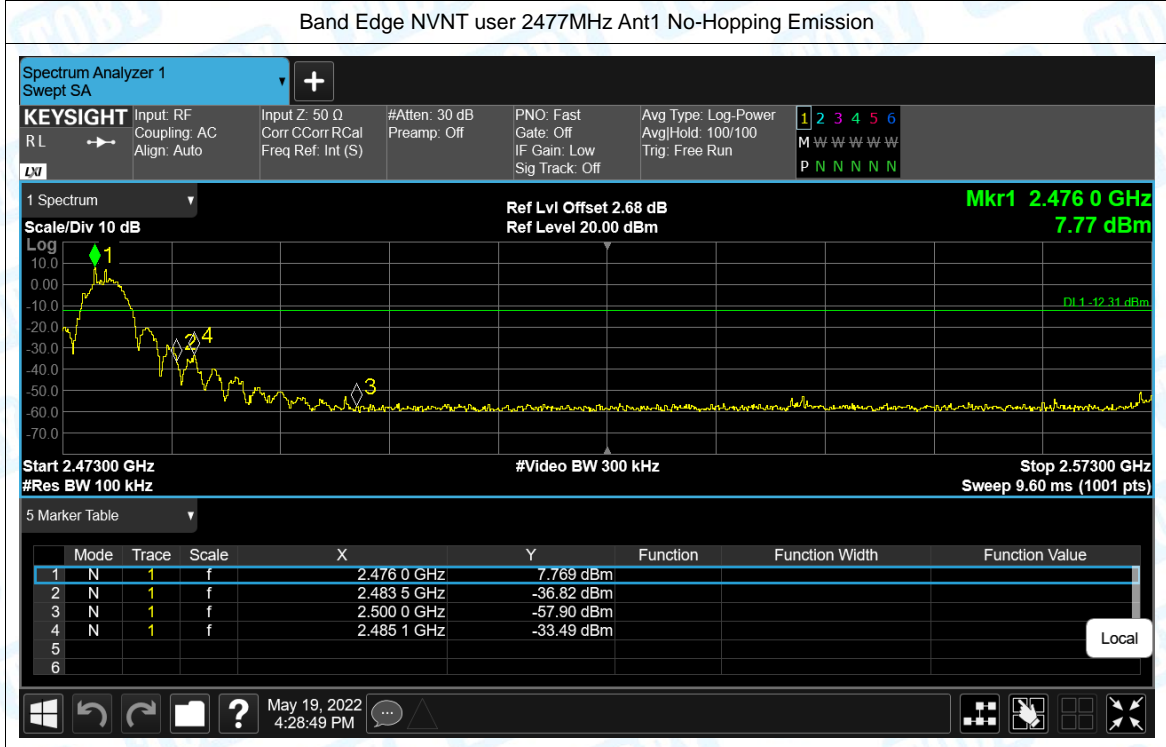 Band Edge NVNT user 2477MHz Ant1 No-Hopping Emission
Spectrum Analyzer 1
Swept SA
+
KEYSIGHT
R L
LXI
Input: RF
Coupling: AC
Align: Auto
Input Z: 50 Ω
Corr CCorr RCal
Freq Ref: Int (S)
#Atten: 30 dB
Preamp: Off
PNO: Fast
Gate: Off
IF Gain: Low
Sig Track: Off
Avg Type: Log-Power
Avg|Hold: 100/100
Trig: Free Run
1 2 3 4 5 6
M W W W W W
P N N N N N
1 Spectrum
Scale/Div 10 dB
Ref Lvl Offset 2.68 dB
Ref Level 20.00 dBm
Mkr1 2.476 0 GHz
7.77 dBm
Log
10.0
0.00
-10.0
-20.0
-30.0
-40.0
-50.0
-60.0
-70.0
1
2
4
3
DL1 -12.31 dBm
Start 2.47300 GHz
#Res BW 100 kHz
#Video BW 300 kHz
Stop 2.57300 GHz
Sweep 9.60 ms (1001 pts)
5 Marker Table
Mode Trace Scale X Y Function Function Width Function Value
1 N 1 f 2.476 0 GHz 7.769 dBm
2 N 1 f 2.483 5 GHz -36.82 dBm
3 N 1 f 2.500 0 GHz -57.90 dBm
4 N 1 f 2.485 1 GHz -33.49 dBm
5
6
Local
?
May 19, 2022
4:28:49 PM
TOBY